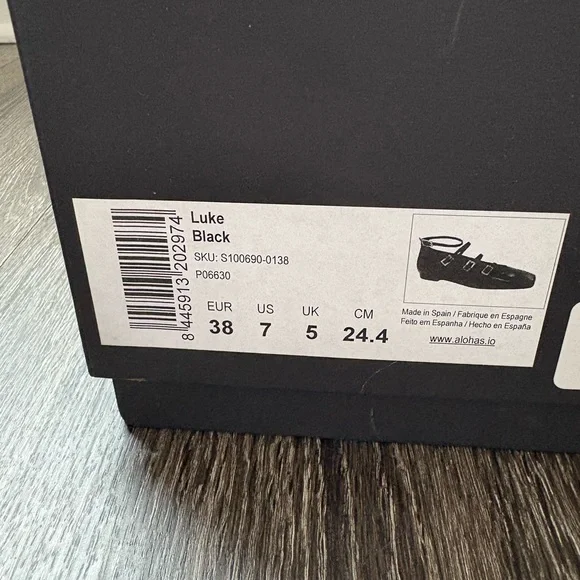 8 445913 202974
Luke
Black
SKU: S100690-0138
P06630
EUR US UK CM
38 7 5 24.4
Made in Spain / Fabrique en Espagne
Feito em Espanha / Hecho en España
www.alohas.io